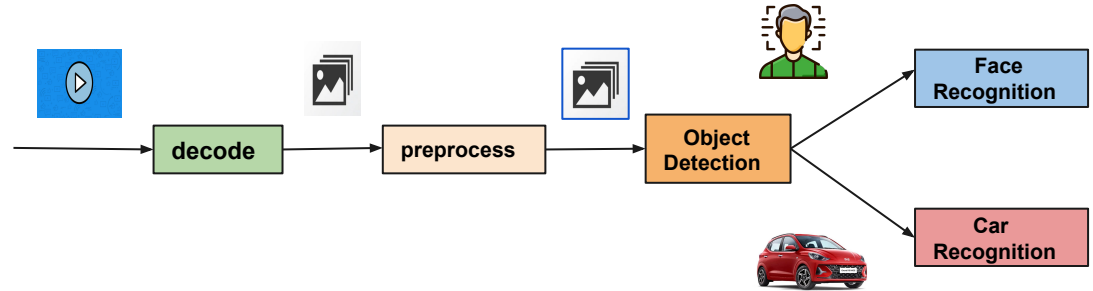 decode
preprocess
Object
Detection
Face
Recognition
Car
Recognition